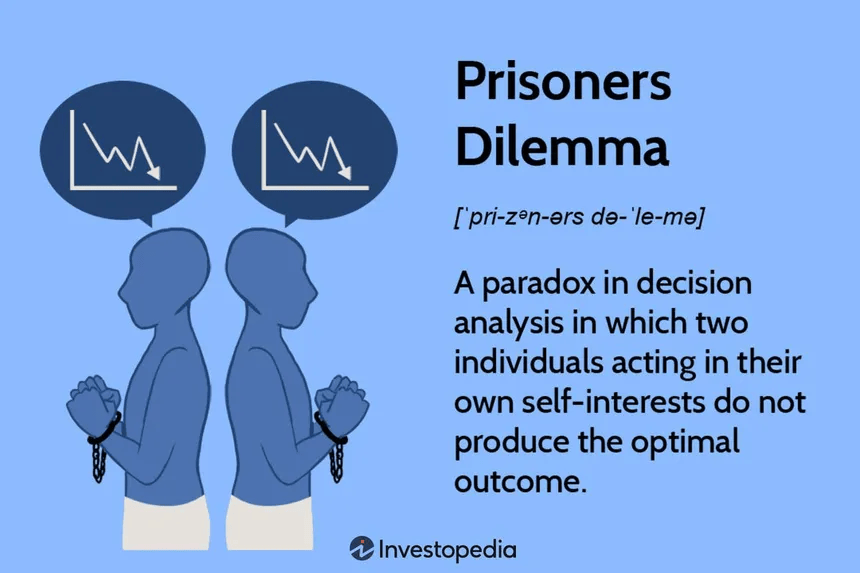 Prisoners
Dilemma
[ˈpri-zᵊn-ərs də-ˈle-mə]
A paradox in decision
analysis in which two
individuals acting in their
own self-interests do not
produce the optimal
outcome.
Investopedia